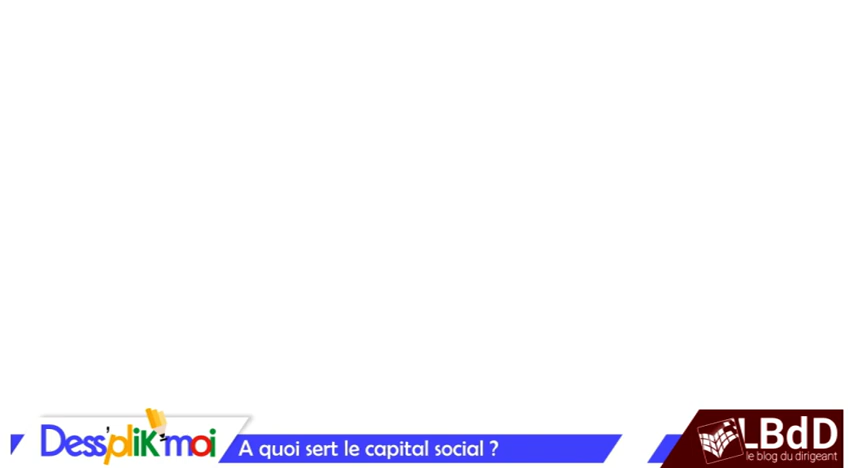 Dess'pliK'moi
A quoi sert le capital social ?
LBdD
le blog du dirigeant